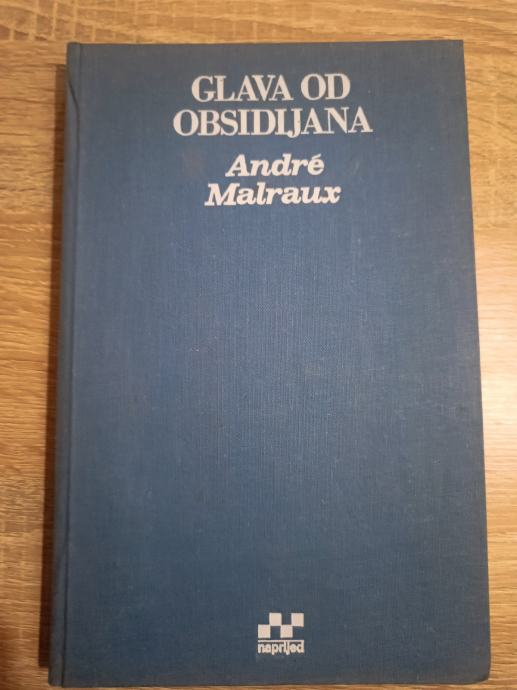 GLAVA OD
OBSIDIJANA
André
Malraux
naprijed